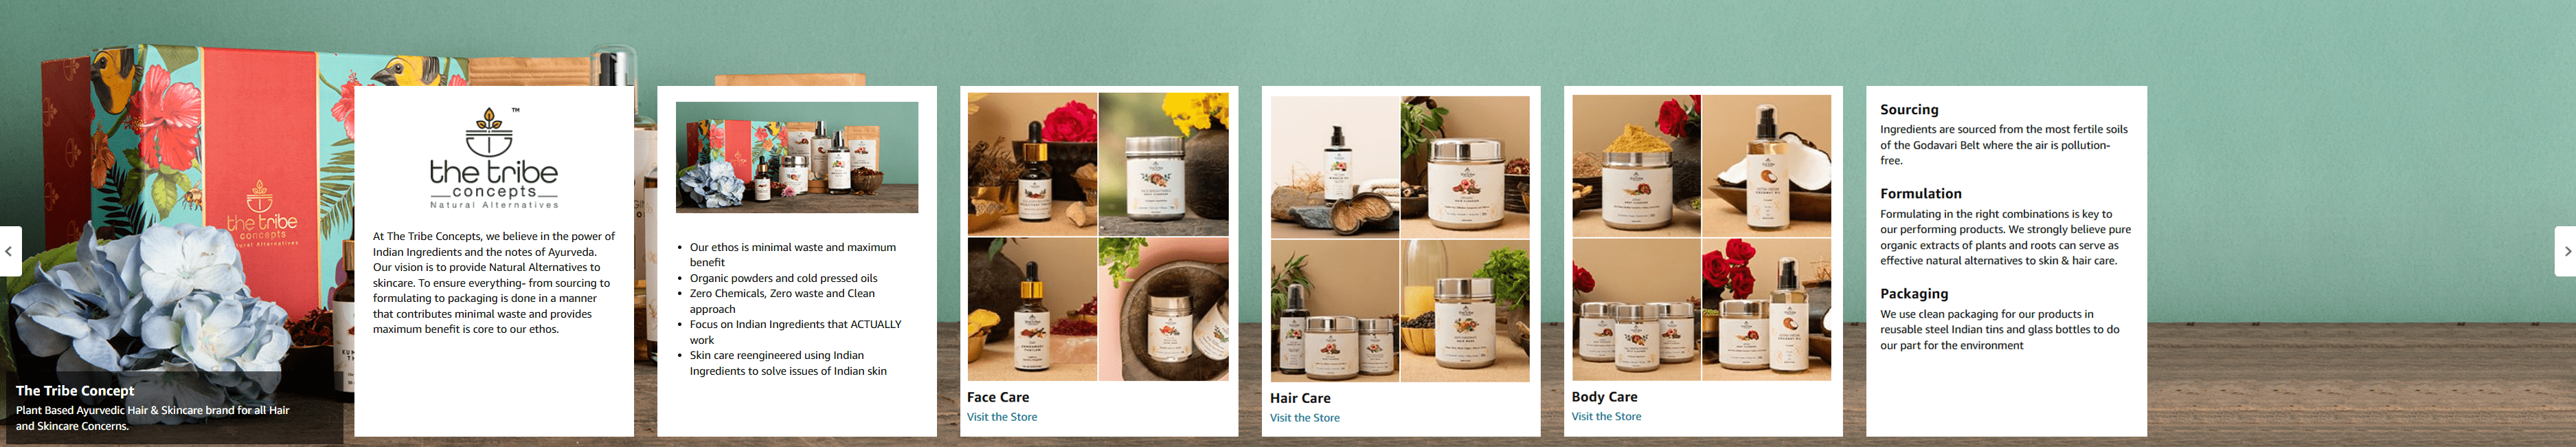 the tribe
concepts
Natural Alternatives
The Tribe Concept
Plant Based Ayurvedic Hair & Skincare brand for all Hair
and Skincare Concerns.
TM
the tribe
concepts
Natural Alternatives
At The Tribe Concepts, we believe in the power of
Indian Ingredients and the notes of Ayurveda.
Our vision is to provide Natural Alternatives to
skincare. To ensure everything- from sourcing to
formulating to packaging is done in a manner
that contributes minimal waste and provides
maximum benefit is core to our ethos.
• Our ethos is minimal waste and maximum
benefit
• Organic powders and cold pressed oils
• Zero Chemicals, Zero waste and Clean
approach
• Focus on Indian Ingredients that ACTUALLY
work
• Skin care reengineered using Indian
Ingredients to solve issues of Indian skin
Face Care
Visit the Store
Hair Care
Visit the Store
Body Care
Visit the Store
Sourcing
Ingredients are sourced from the most fertile soils
of the Godavari Belt where the air is pollution-
free.
Formulation
Formulating in the right combinations is key to
our performing products. We strongly believe pure
organic extracts of plants and roots can serve as
effective natural alternatives to skin & hair care.
Packaging
We use clean packaging for our products in
reusable steel Indian tins and glass bottles to do
our part for the environment